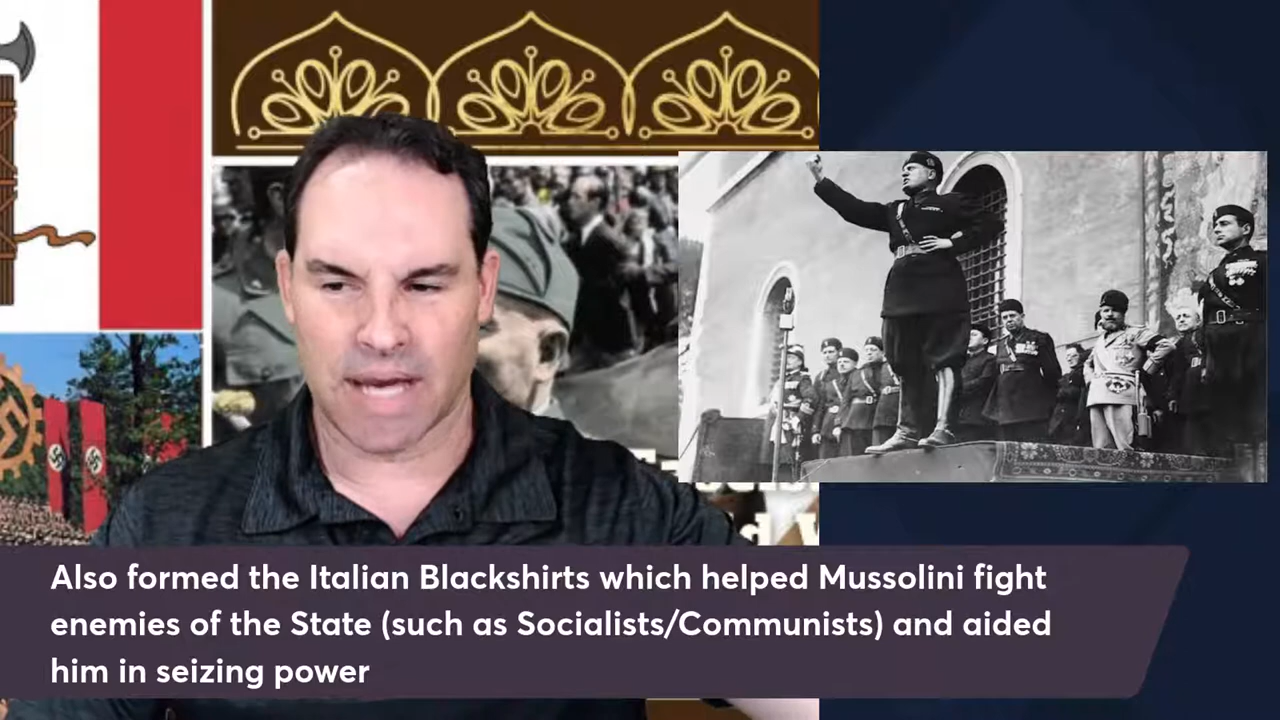 Also formed the Italian Blackshirts which helped Mussolini fight
enemies of the State (such as Socialists/Communists) and aided
him in seizing power